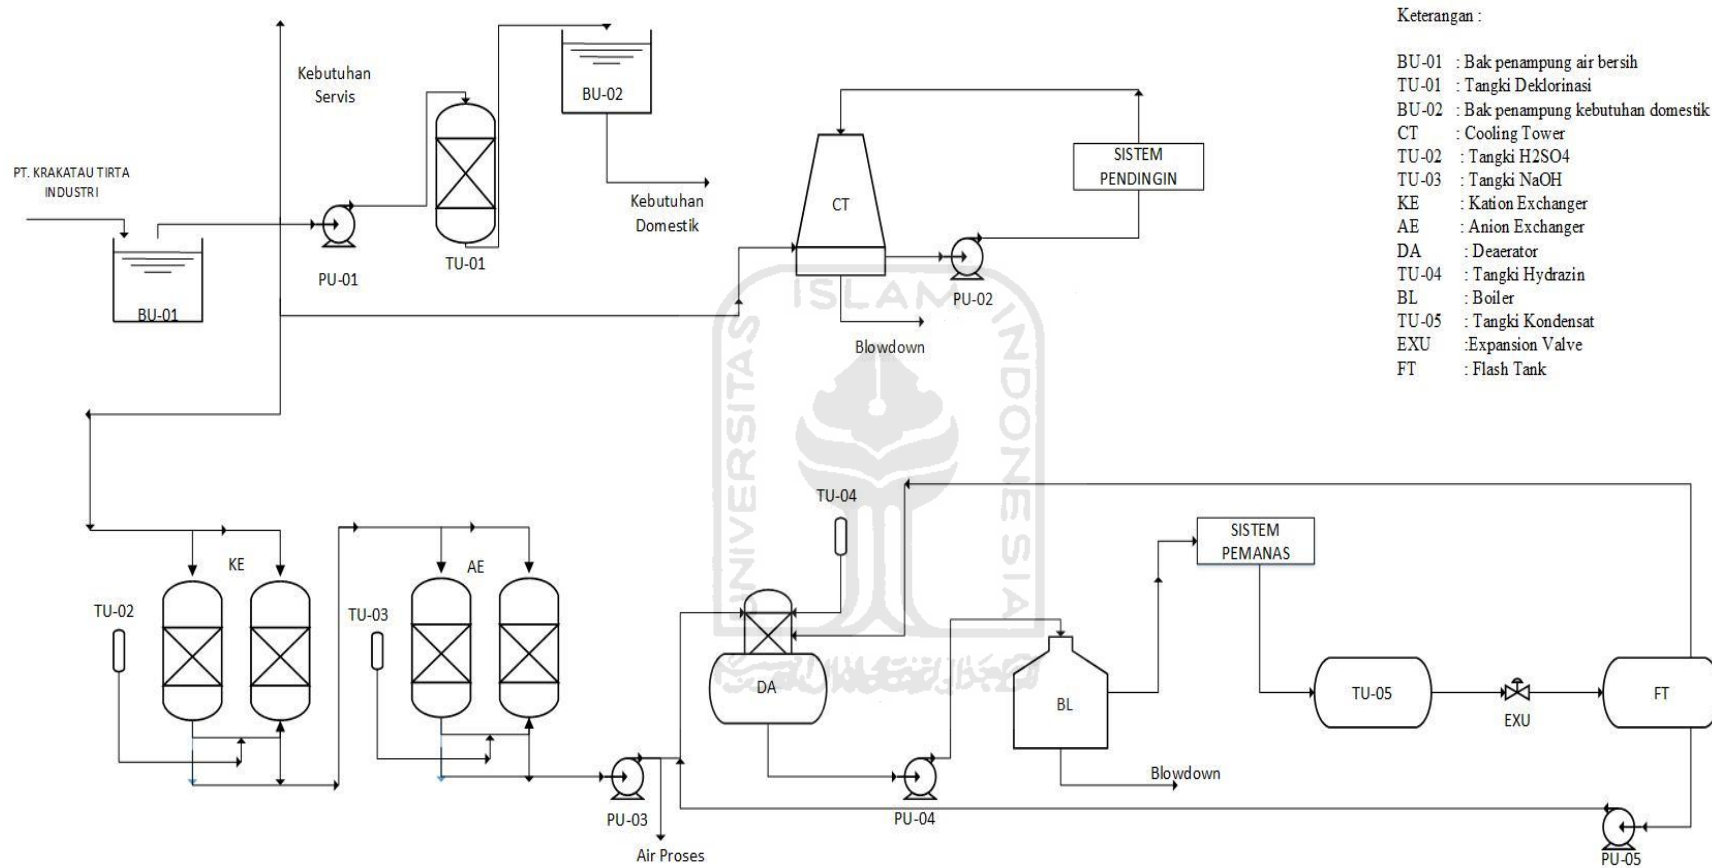 Keterangan :
BU-01 : Bak penampung air bersih
TU-01 : Tangki Deklorinasi
BU-02 : Bak penampung kebutuhan domestik
CT : Cooling Tower
TU-02 : Tangki H2SO4
TU-03 : Tangki NaOH
KE : Kation Exchanger
AE : Anion Exchanger
DA : Deaerator
TU-04 : Tangki Hydrazin
BL : Boiler
TU-05 : Tangki Kondensat
EXU :Expansion Valve
FT : Flash Tank
Kebutuhan
Servis
BU-02
PT. KRAKATAU TIRTA
INDUSTRI
Kebutuhan
Domestik
PU-01
TU-01
BU-01
CT
SISTEM
PENDINGIN
PU-02
Blowdown
UNIVERSITAS
ISLAM
INDONESIA
KE
TU-02
AE
TU-03
TU-04
DA
PU-03
Air Proses
PU-04
BL
Blowdown
SISTEM
PEMANAS
TU-05
EXU
FT
PU-05